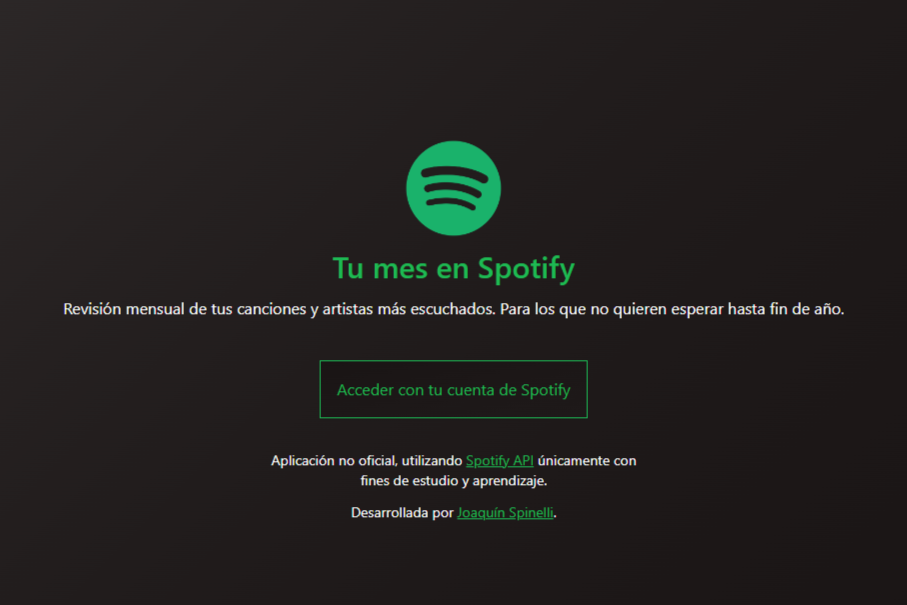 Tu mes en Spotify
Revisión mensual de tus canciones y artistas más escuchados. Para los que no quieren esperar hasta fin de año.
Acceder con tu cuenta de Spotify
Aplicación no oficial, utilizando Spotify API únicamente con
fines de estudio y aprendizaje.
Desarrollada por Joaquín Spinelli.